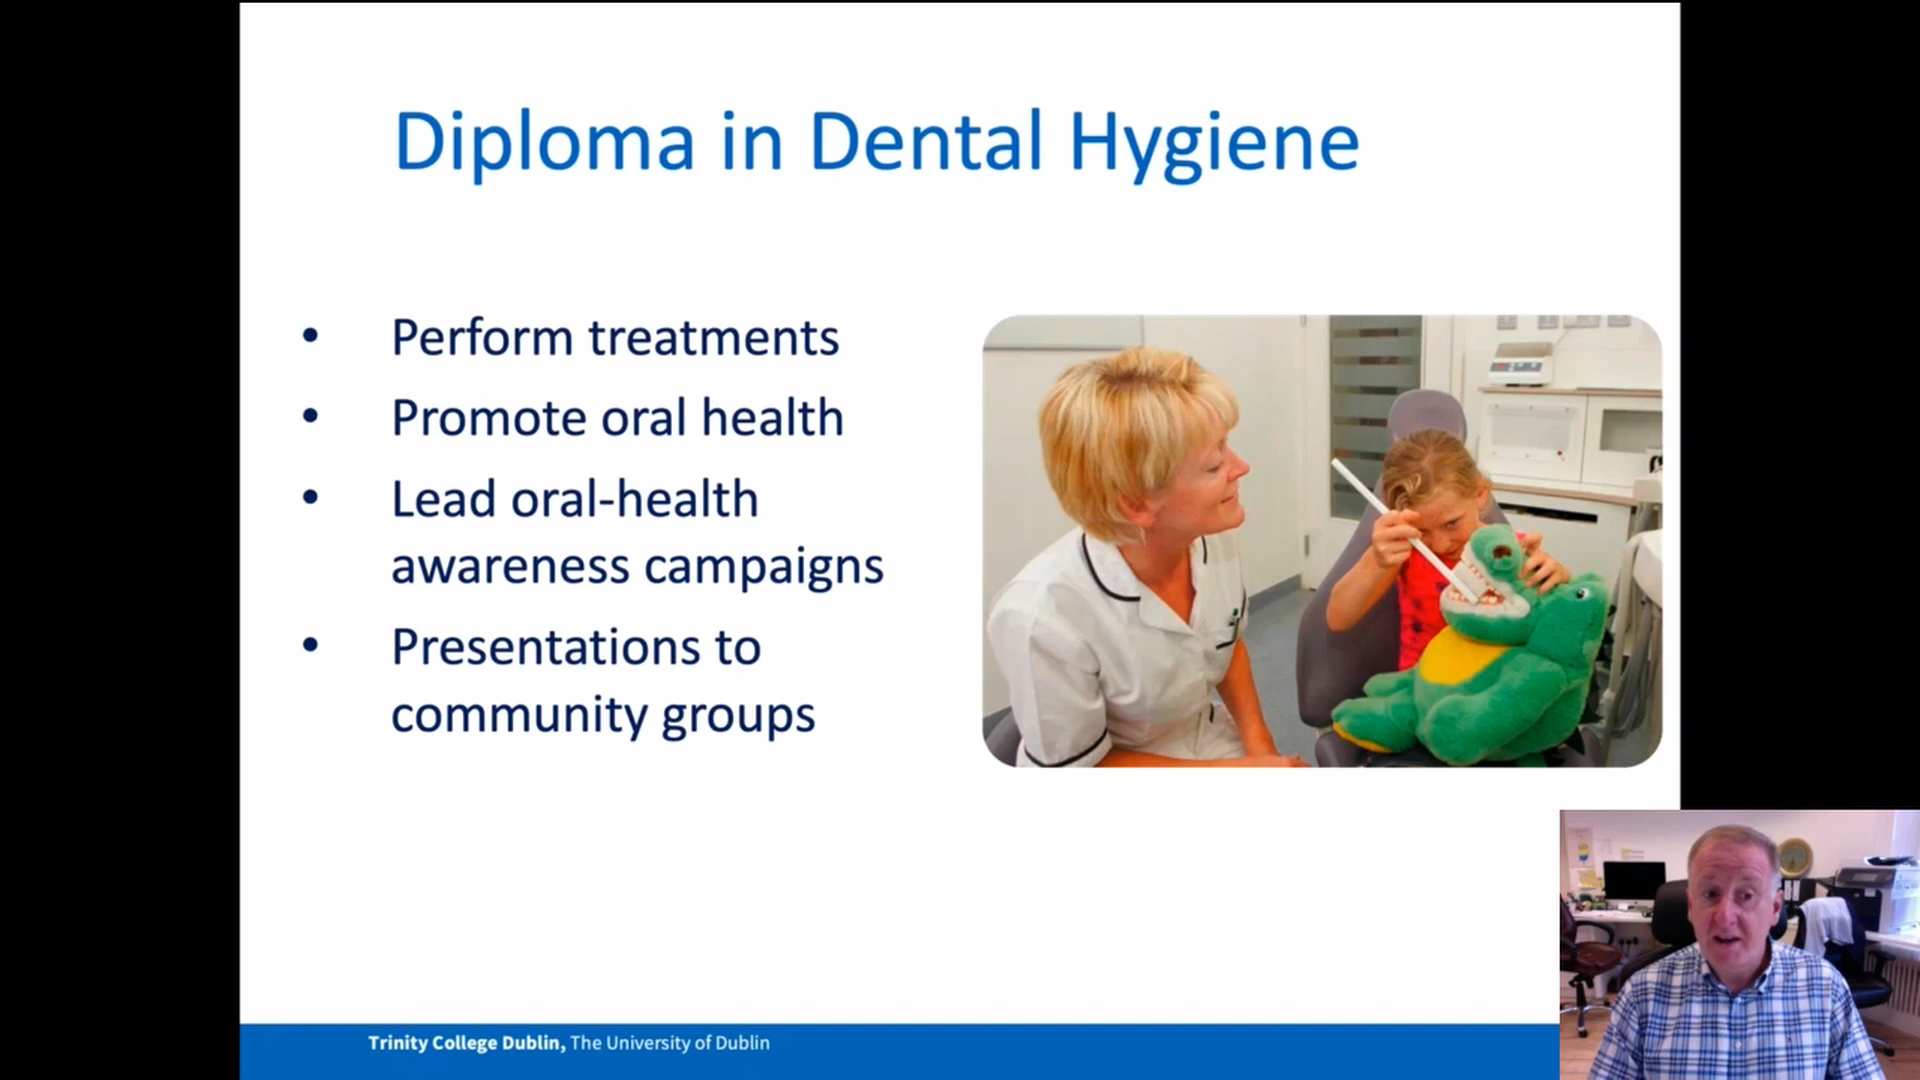 Diploma in Dental Hygiene
• Perform treatments
• Promote oral health
• Lead oral-health
awareness campaigns
• Presentations to
community groups
Trinity College Dublin, The University of Dublin